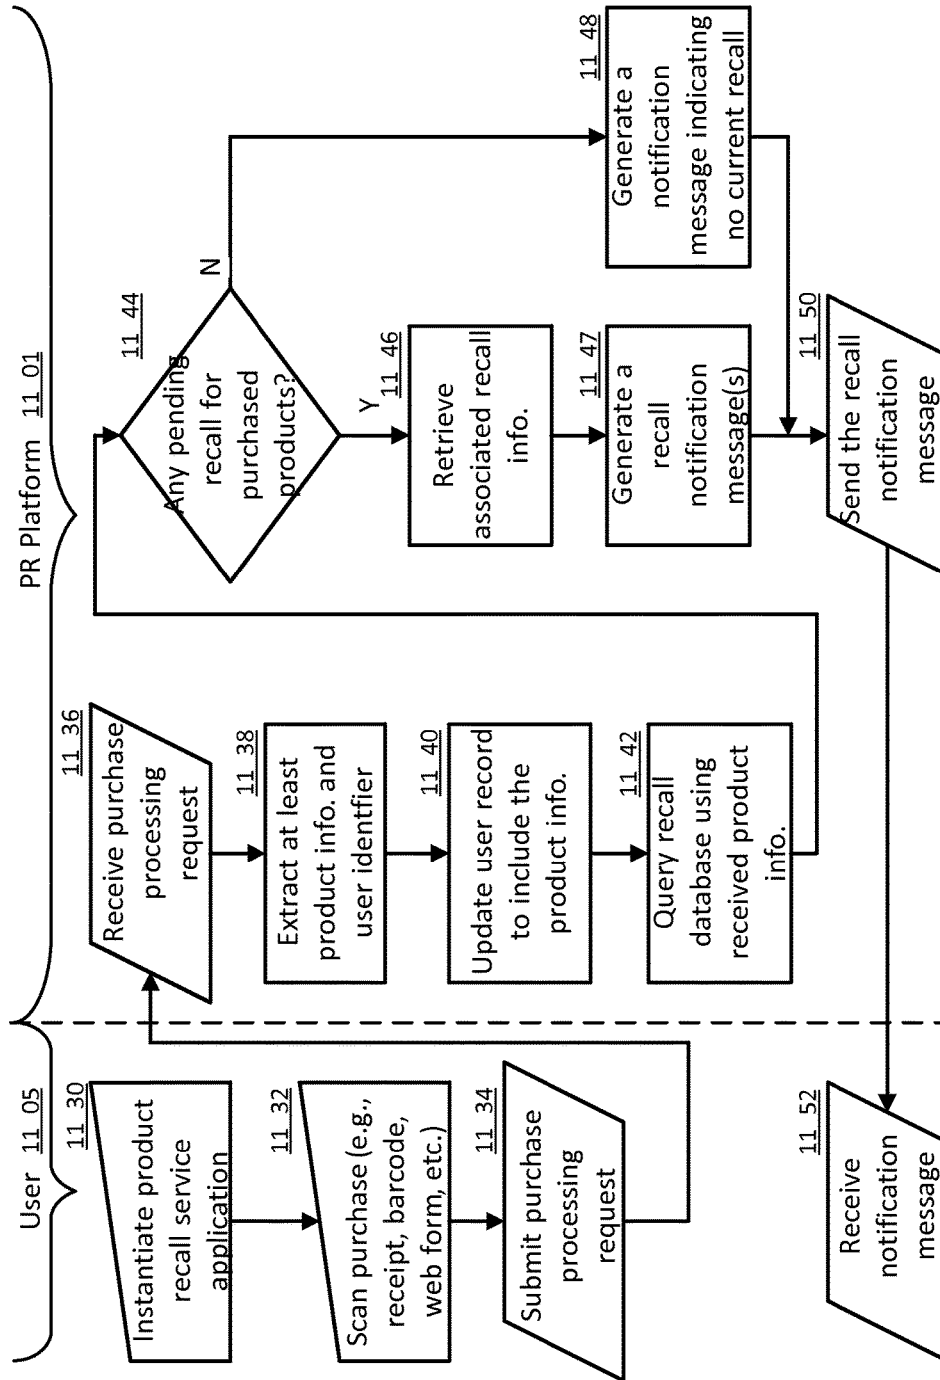 User 11 05
PR Platform 11 01
11 30
Instantiate product
recall service
application
11 32
Scan purchase (e.g.,
receipt, barcode,
web form, etc.)
11 34
Submit purchase
processing
request
11 52
Receive
notification
message
11 36
Receive purchase
processing
request
11 38
Extract at least
product info. and
user identfier
11 40
Update user record
to include the
product info.
11 42
Query recall
database using
received product
info.
11 44
Any pending
recall for
purchased
products?
N
Y
11 46
Retrieve
associated recall
info.
11 47
Generate a
recall
notification
message(s)
11 48
Generate a
notification
message indicating
no current recall
11 50
Send the recall
notification
message